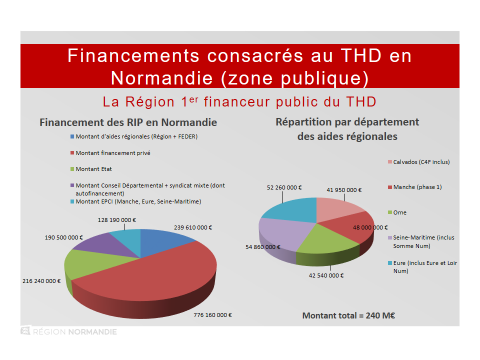 Financements consacrés au THD en
Normandie (zone publique)
La Région 1er financeur public du THD
Financement des RIP en Normandie
Montant d'aides régionales (Région + FEDER)
Montant financement privé
Montant Etat
Montant Conseil Départemental + syndicat mixte (dont
autofinancement)
Montant EPCI (Manche, Eure, Seine-Maritime)
128 190 000 €
239 610 000 €
190 500 000 €
216 240 000 €
776 160 000 €
Répartition par département
des aides régionales
Calvados (C4F inclus)
Manche (phase 1)
Orne
Seine-Maritime (inclus
Somme Num)
Eure (inclus Eure et Loir
Num)
52 260 000 €
41 950 000 €
48 000 000 €
54 860 000 €
42 540 000 €
Montant total = 240 M€
RÉGION NORMANDIE